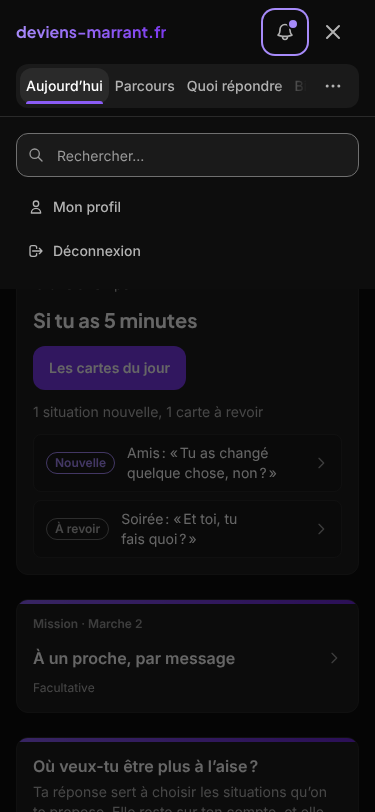 deviens-marrant.fr
Aujourd’hui Parcours Quoi répondre
Rechercher…
Mon profil
Déconnexion
Si tu as 5 minutes
Les cartes du jour
1 situation nouvelle, 1 carte à revoir
Nouvelle
Amis : « Tu as changé
quelque chose, non ? »
À revoir
Soirée : « Et toi, tu
fais quoi ? »
Mission · Marche 2
À un proche, par message
Facultative
Où veux-tu être plus à l’aise ?
Ta réponse sert à choisir les situations qu’on
te propose. Elle reste sur ton compte, et elle